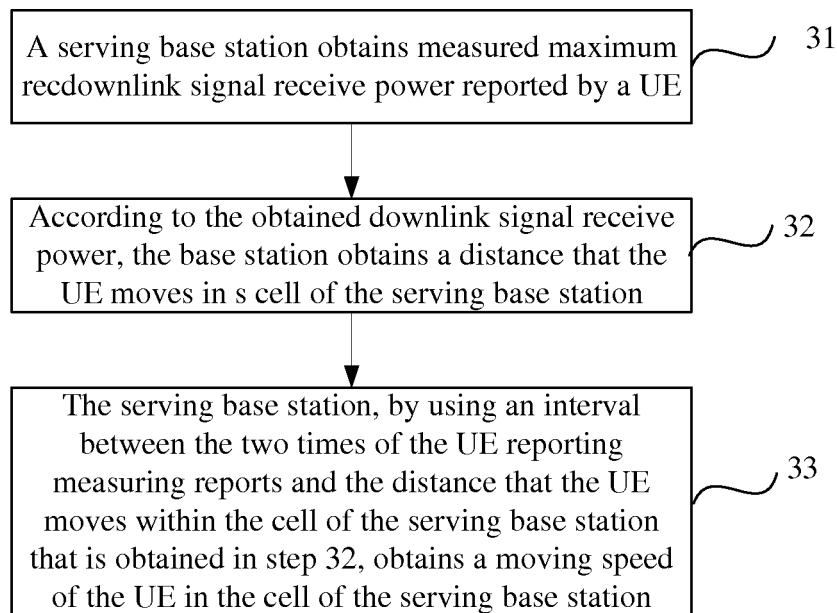 A serving base station obtains measured maximum
recdownlink signal receive power reported by a UE
31
According to the obtained downlink signal receive
power, the base station obtains a distance that the
UE moves in s cell of the serving base station
32
The serving base station, by using an interval
between the two times of the UE reporting
measuring reports and the distance that the UE
moves within the cell of the serving base station
that is obtained in step 32, obtains a moving speed
of the UE in the cell of the serving base station
33